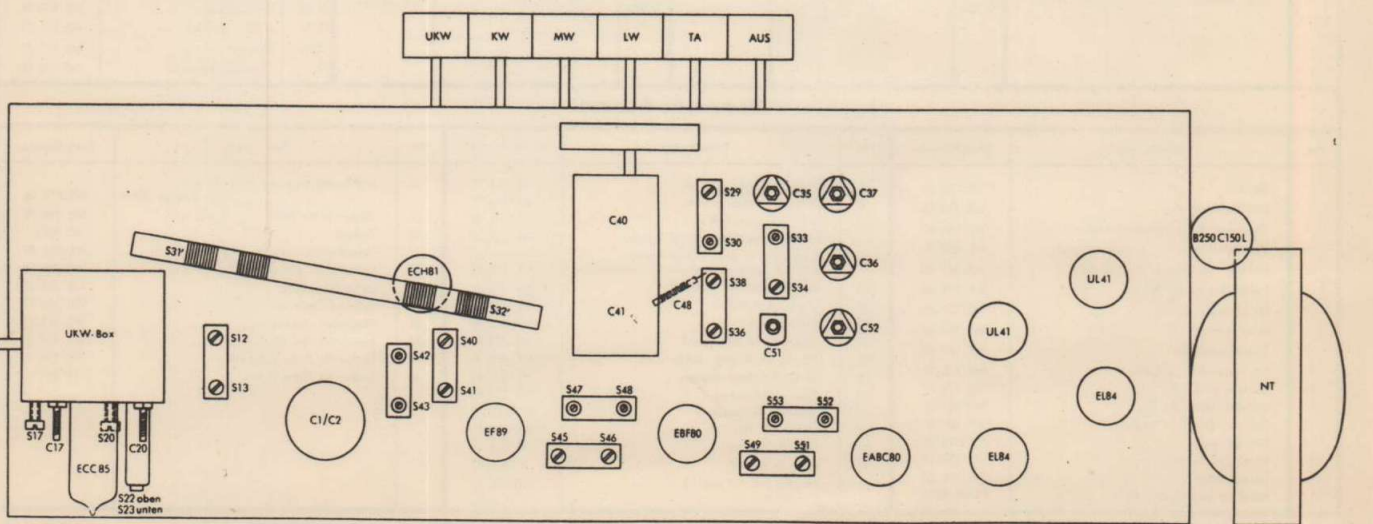 UKW KW MW LW TA AUS
S29
C35
C37
C40
S31'
S30
S33
B250C150L
ECH81
C36
S38
C48
S34
UL41
S32'
C41
UKW-Box
S12
S42
S40
S36
C51
C52
UL41
S13
S43
S41
S47
S48
EL84
NT
S17
C17
S20
C20
C1/C2
EF89
EBF80
S53
S52
S45
S46
S49
S51
EABC80
EL84
ECC85
S22 oben
S23 unten